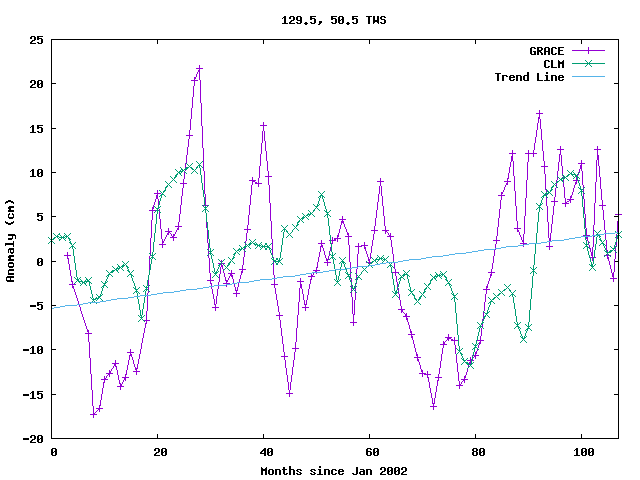 129.5, 50.5 TWS
GRACE
CLM
Trend Line
25
20
15
10
5
0
-5
-10
-15
-20
Anomaly (cm)
0 20 40 60 80 100
Months since Jan 2002